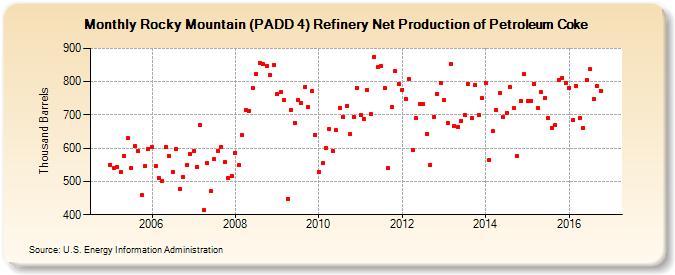 Monthly Rocky Mountain (PADD 4) Refinery Net Production of Petroleum Coke
Thousand Barrels
900
800
700
600
500
400
2006 2008 2010 2012 2014 2016
Source: U.S. Energy Information Administration